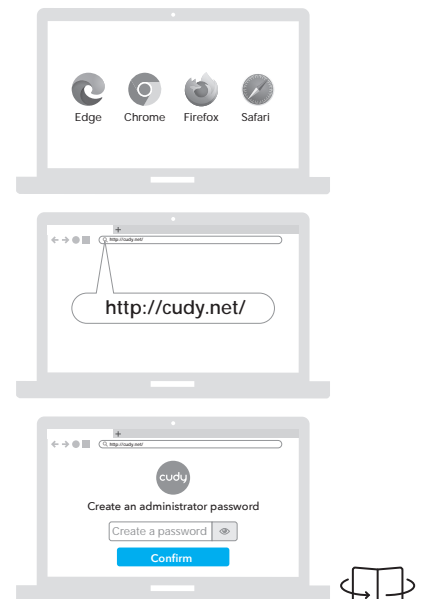 Edge Chrome Firefox Safari
+
http://cudy.net/
http://cudy.net/
+
http://cudy.net/
cudy
Create an administrator password
Create a password
Confirm